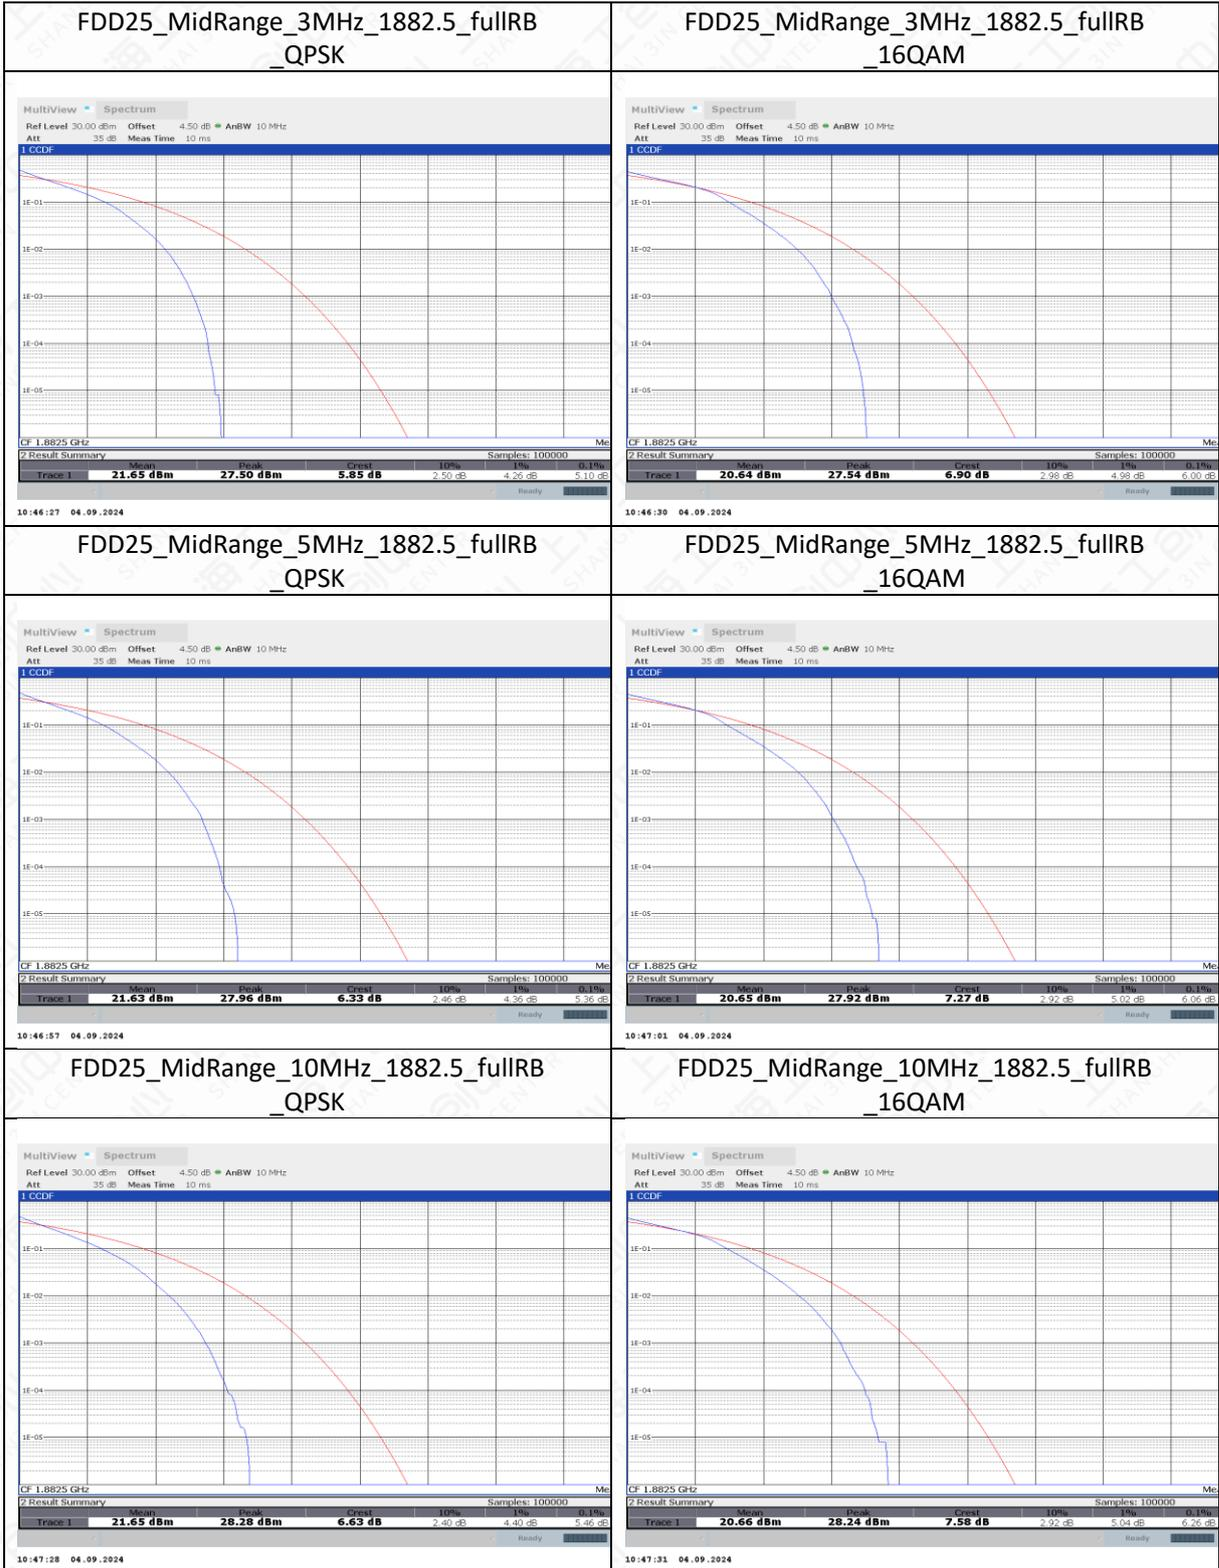 FDD25_MidRange_3MHz_1882.5_fullRB
_QPSK
MultiView Spectrum
Ref Level 30.00 dBm Offset 4.50 dB AnBW 10 MHz
Att 35 dB Meas Time 10 ms
1 CCDF
1E-01
1E-02
1E-03
1E-04
1E-05
CF 1.8825 GHz Me
2 Result Summary Samples: 100000
Mean Peak Crest 10% 1% 0.1%
Trace 1 21.65 dBm 27.50 dBm 5.85 dB 2.50 dB 4.26 dB 5.10 dB
Ready
10:46:27 04.09.2024
FDD25_MidRange_3MHz_1882.5_fullRB
_16QAM
MultiView Spectrum
Ref Level 30.00 dBm Offset 4.50 dB AnBW 10 MHz
Att 35 dB Meas Time 10 ms
1 CCDF
1E-01
1E-02
1E-03
1E-04
1E-05
CF 1.8825 GHz Me
2 Result Summary Samples: 100000
Mean Peak Crest 10% 1% 0.1%
Trace 1 20.64 dBm 27.54 dBm 6.90 dB 2.98 dB 4.98 dB 6.00 dB
Ready
10:46:30 04.09.2024
FDD25_MidRange_5MHz_1882.5_fullRB
_QPSK
MultiView Spectrum
Ref Level 30.00 dBm Offset 4.50 dB AnBW 10 MHz
Att 35 dB Meas Time 10 ms
1 CCDF
1E-01
1E-02
1E-03
1E-04
1E-05
CF 1.8825 GHz Me
2 Result Summary Samples: 100000
Mean Peak Crest 10% 1% 0.1%
Trace 1 21.63 dBm 27.96 dBm 6.33 dB 2.46 dB 4.36 dB 5.36 dB
Ready
10:46:57 04.09.2024
FDD25_MidRange_5MHz_1882.5_fullRB
_16QAM
MultiView Spectrum
Ref Level 30.00 dBm Offset 4.50 dB AnBW 10 MHz
Att 35 dB Meas Time 10 ms
1 CCDF
1E-01
1E-02
1E-03
1E-04
1E-05
CF 1.8825 GHz Me
2 Result Summary Samples: 100000
Mean Peak Crest 10% 1% 0.1%
Trace 1 20.65 dBm 27.92 dBm 7.27 dB 2.92 dB 5.02 dB 6.06 dB
Ready
10:47:01 04.09.2024
FDD25_MidRange_10MHz_1882.5_fullRB
_QPSK
MultiView Spectrum
Ref Level 30.00 dBm Offset 4.50 dB AnBW 10 MHz
Att 35 dB Meas Time 10 ms
1 CCDF
1E-01
1E-02
1E-03
1E-04
1E-05
CF 1.8825 GHz Me
2 Result Summary Samples: 100000
Mean Peak Crest 10% 1% 0.1%
Trace 1 21.65 dBm 28.28 dBm 6.63 dB 2.40 dB 4.40 dB 5.46 dB
Ready
10:47:28 04.09.2024
FDD25_MidRange_10MHz_1882.5_fullRB
_16QAM
MultiView Spectrum
Ref Level 30.00 dBm Offset 4.50 dB AnBW 10 MHz
Att 35 dB Meas Time 10 ms
1 CCDF
1E-01
1E-02
1E-03
1E-04
1E-05
CF 1.8825 GHz Me
2 Result Summary Samples: 100000
Mean Peak Crest 10% 1% 0.1%
Trace 1 20.66 dBm 28.24 dBm 7.58 dB 2.92 dB 5.04 dB 6.26 dB
Ready
10:47:31 04.09.2024